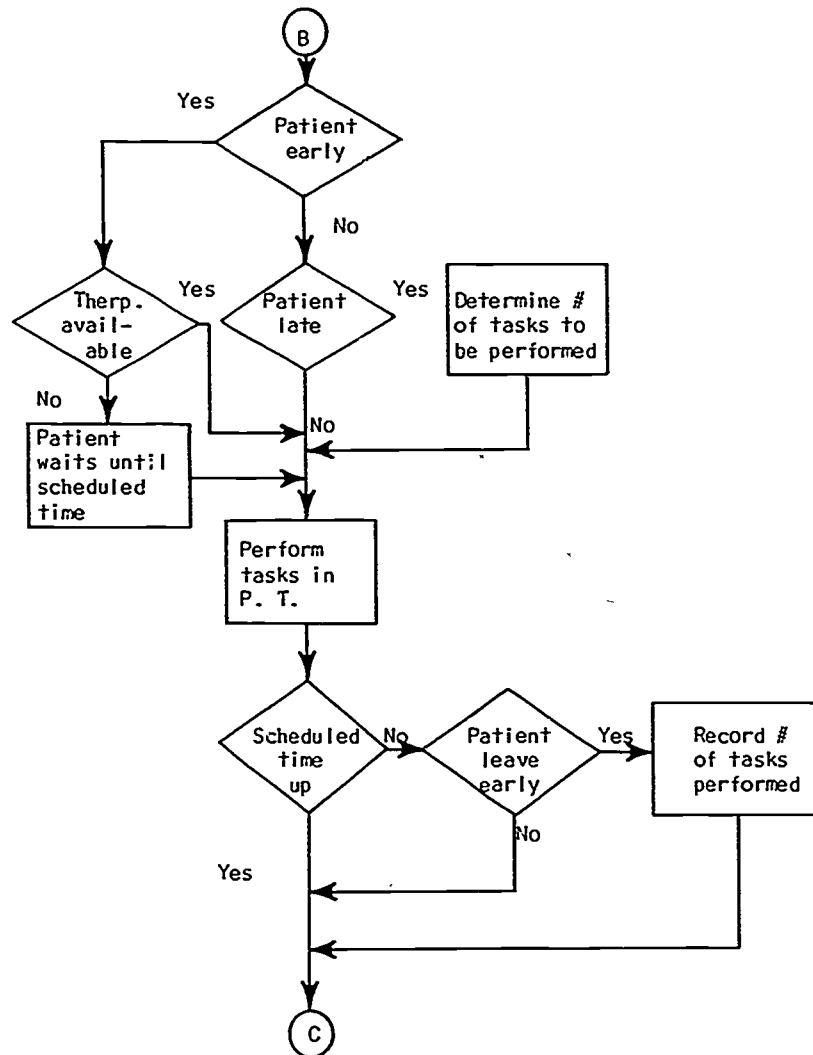 B
Yes
Patient
early
No
Therp.
avail-
able
Yes
Patient
late
Yes
Determine #
of tasks to
be performed
No
No
Patient
waits until
scheduled
time
Perform
tasks in
P. T.
Scheduled
time
up
No
Patient
leave
early
Yes
Record #
of tasks
performed
No
Yes
C